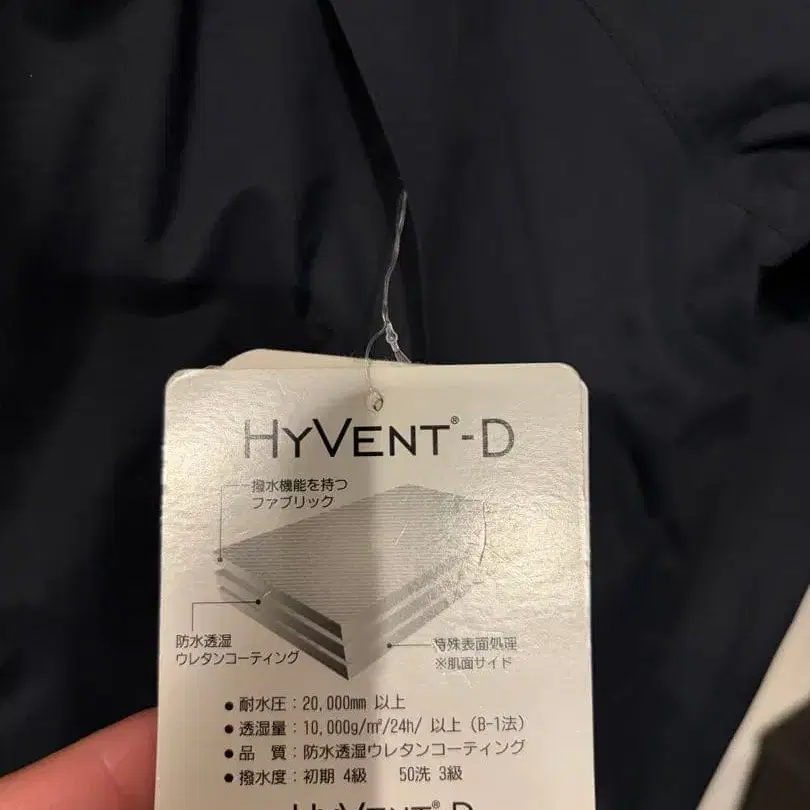 HYVENT®-D
撥水機能を持つ
ファブリック
防水透湿
ウレタンコーティング
特殊表面処理
※肌面サイド
● 耐水圧：20,000mm 以上
● 透湿量：10,000g/㎡/24h/ 以上（B-1法）
● 品　質：防水透湿ウレタンコーティング
● 撥水度：初期 4級　50洗 3級
HYVENT®-D